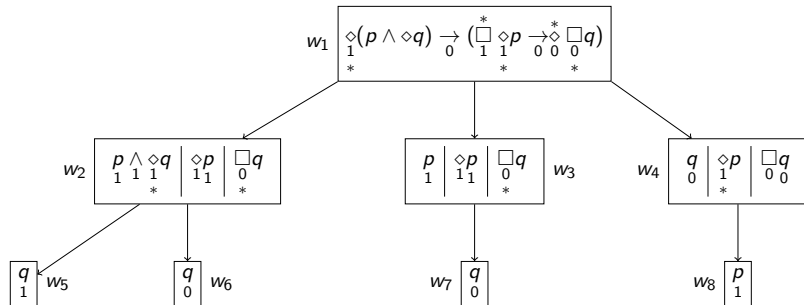 * *
w1 ◇(p ∧ ◇q) → (□ ◇p → ◇ □q)
1 0 1 1 0 0 0
* * *
w2 p ∧ ◇q | ◇p | □q
1 1 1 1 1 0
* *
p | ◇p | □q w3
1 1 1 0
*
w4 q | ◇p | □q
0 1 0 0
*
q w5
1
q w6
0
w7 q
0
w8 p
1